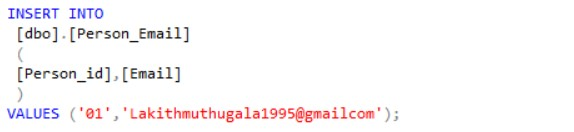 INSERT INTO
[dbo].[Person_Email]
(
[Person_id],[Email]
)
VALUES ('01','Lakithmuthugala1995@gmailcom');